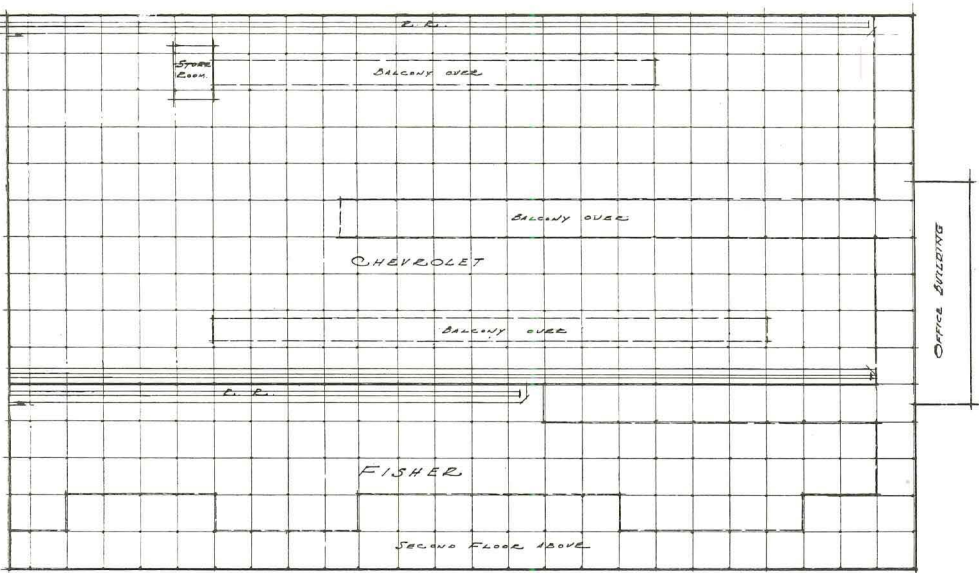 R. R.
STORE
ROOM.
BALCONY OVER
BALCONY OVER
CHEVROLET
OFFICE BUILDING
BALCONY OVER
R. R.
FISHER
SECOND FLOOR ABOVE